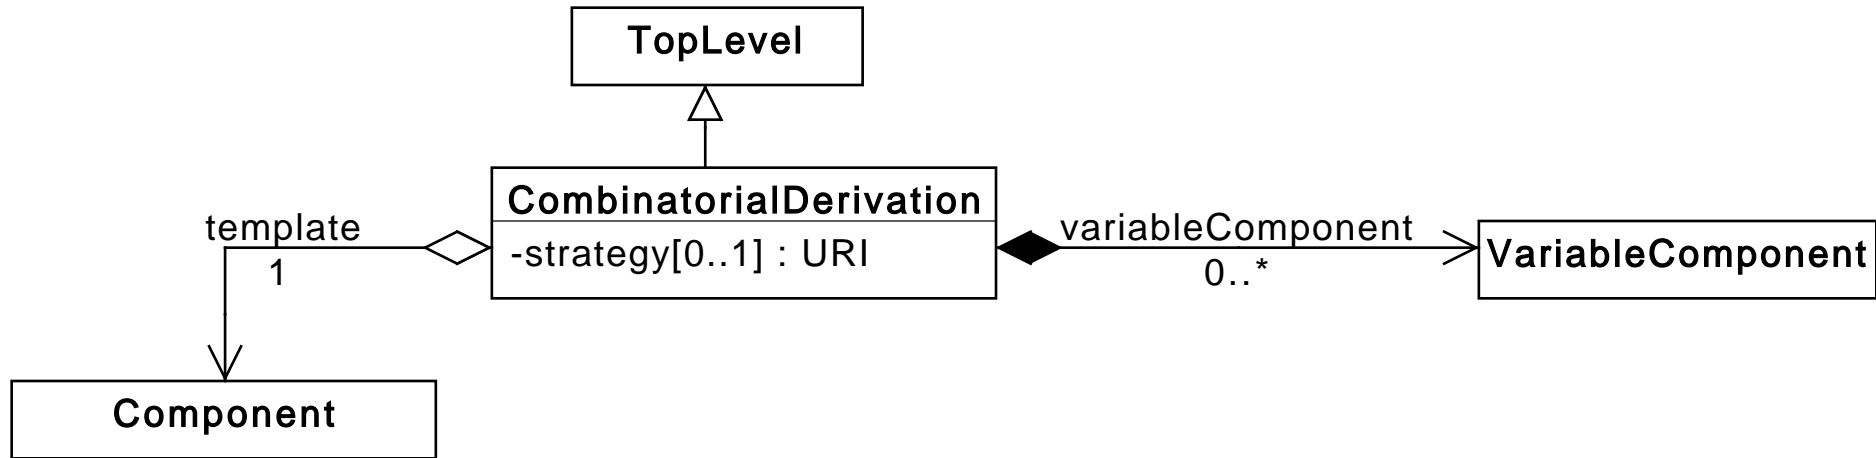 TopLevel
CombinatorialDerivation
-strategy[0..1] : URI
template
1
variableComponent
0..*
VariableComponent
Component